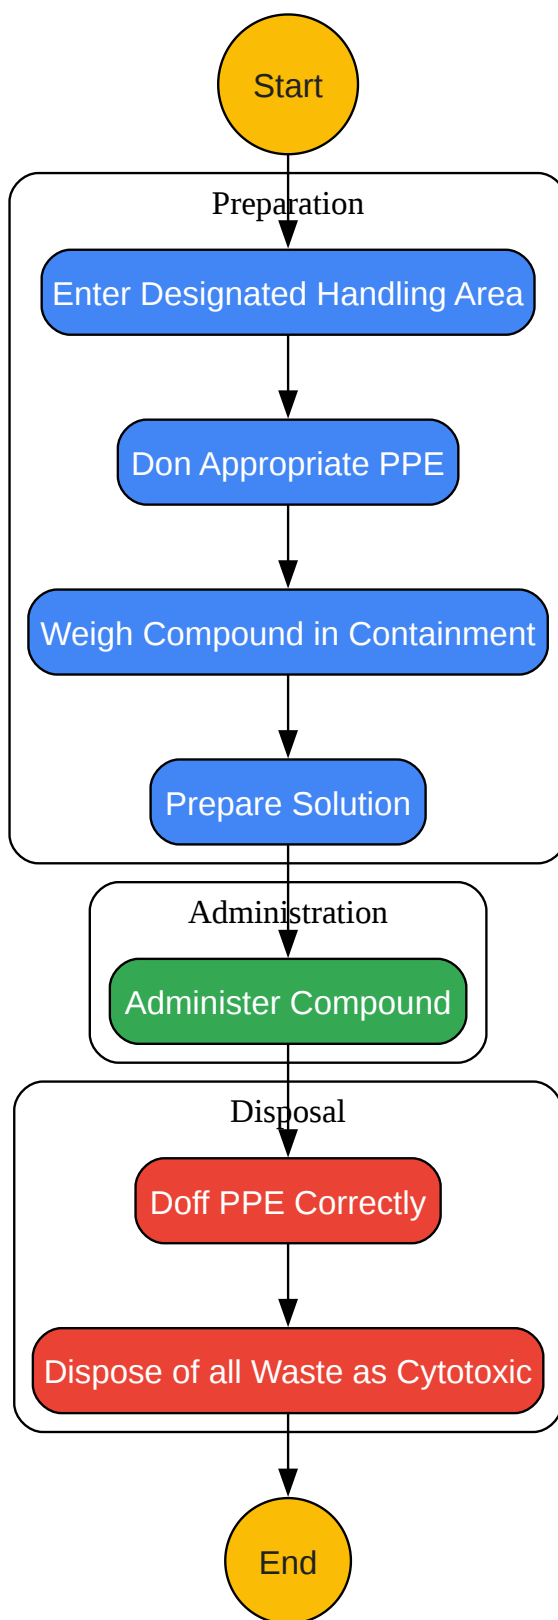 Start
Preparation
Enter Designated Handling Area
Don Appropriate PPE
Weigh Compound in Containment
Prepare Solution
Administration
Administer Compound
Disposal
Doff PPE Correctly
Dispose of all Waste as Cytotoxic
End